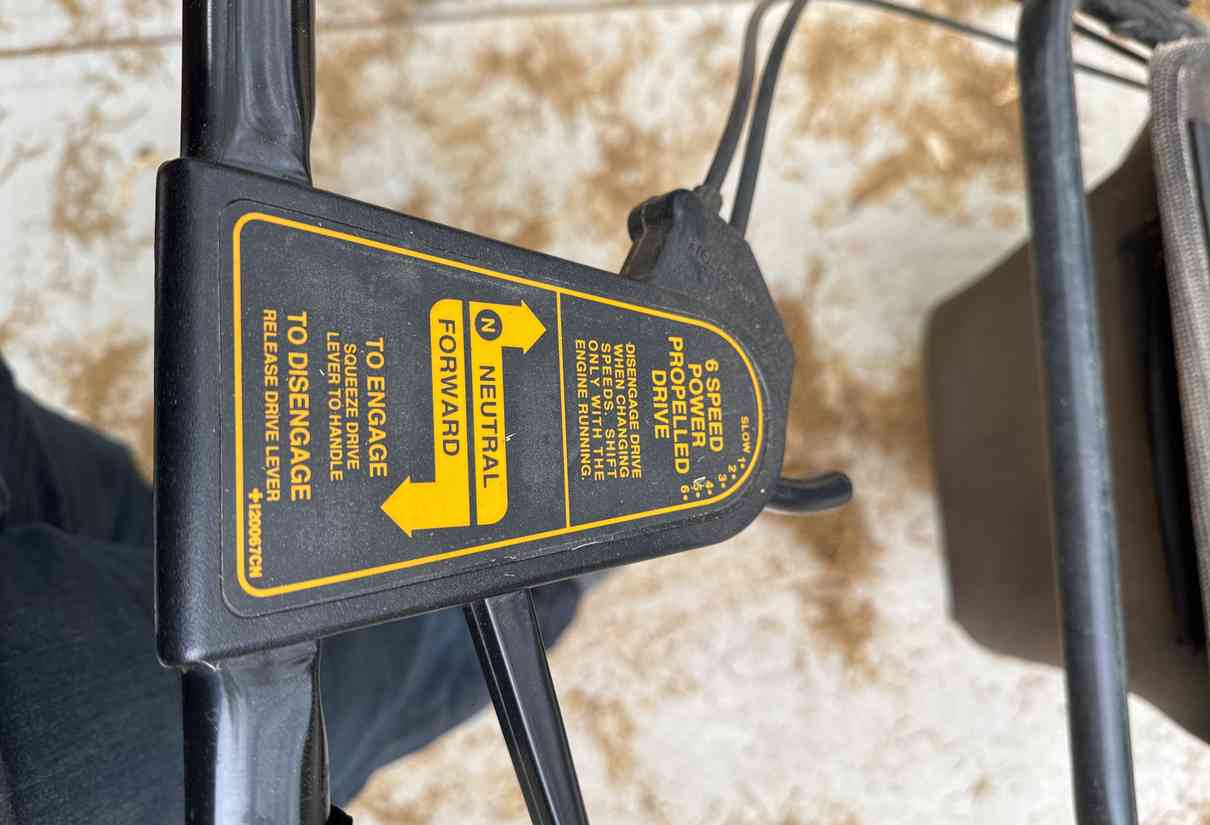 SLOW 1•
2•
3•
4•
5•
6•
6 SPEED
POWER
PROPELLED
DRIVE
DISENGAGE DRIVE
WHEN CHANGING
SPEEDS. SHIFT
ONLY WITH THE
ENGINE RUNNING.
N NEUTRAL
FORWARD
TO ENGAGE
SQUEEZE DRIVE
LEVER TO HANDLE
TO DISENGAGE
RELEASE DRIVE LEVER
✚120067CN